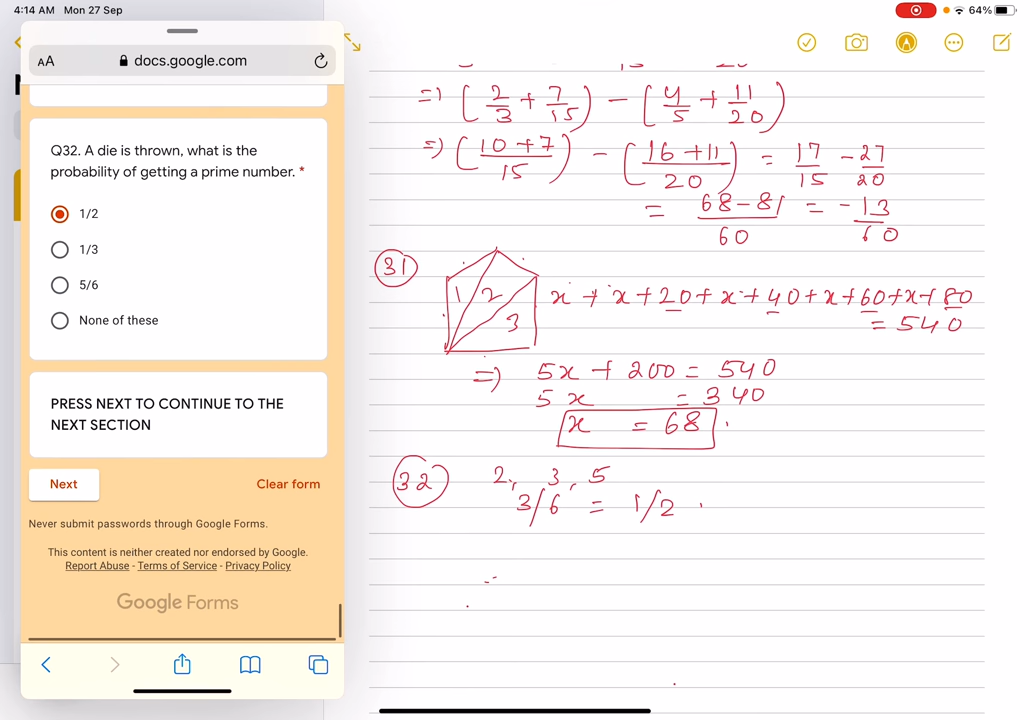 4:14 AM Mon 27 Sep
64%
AA docs.google.com
Q32. A die is thrown, what is the
probability of getting a prime number. *
1/2
1/3
5/6
None of these
PRESS NEXT TO CONTINUE TO THE
NEXT SECTION
Next Clear form
Never submit passwords through Google Forms.
This content is neither created nor endorsed by Google.
Report Abuse - Terms of Service - Privacy Policy
Google Forms
=) (2/3 + 7/15) - (4/5 + 11/20)
=) (10+7/15) - (16+11/20) = 17/15 - 27/20
= 68-81/60 = -13/60
31
1 2 3
x + x + 20 + x + 40 + x + 60 + x + 80
= 540
=) 5x + 200 = 540
5x = 340
x = 68
32 2, 3, 5
3/6 = 1/2